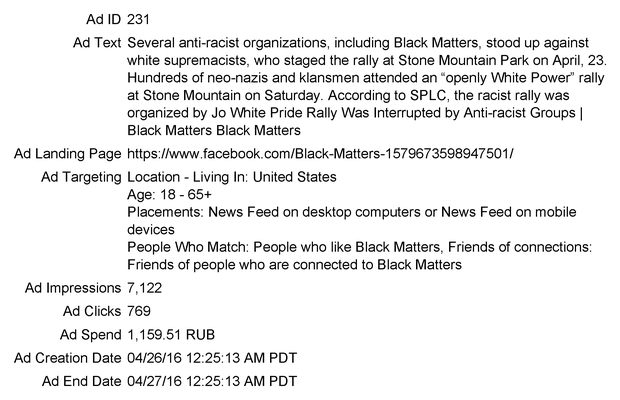 Ad ID 231
Ad Text Several anti-racist organizations, including Black Matters, stood up against
white supremacists, who staged the rally at Stone Mountain Park on April, 23.
Hundreds of neo-nazis and klansmen attended an “openly White Power” rally
at Stone Mountain on Saturday. According to SPLC, the racist rally was
organized by Jo White Pride Rally Was Interrupted by Anti-racist Groups |
Black Matters Black Matters
Ad Landing Page https://www.facebook.com/Black-Matters-1579673598947501/
Ad Targeting Location - Living In: United States
Age: 18 - 65+
Placements: News Feed on desktop computers or News Feed on mobile
devices
People Who Match: People who like Black Matters, Friends of connections:
Friends of people who are connected to Black Matters
Ad Impressions 7,122
Ad Clicks 769
Ad Spend 1,159.51 RUB
Ad Creation Date 04/26/16 12:25:13 AM PDT
Ad End Date 04/27/16 12:25:13 AM PDT